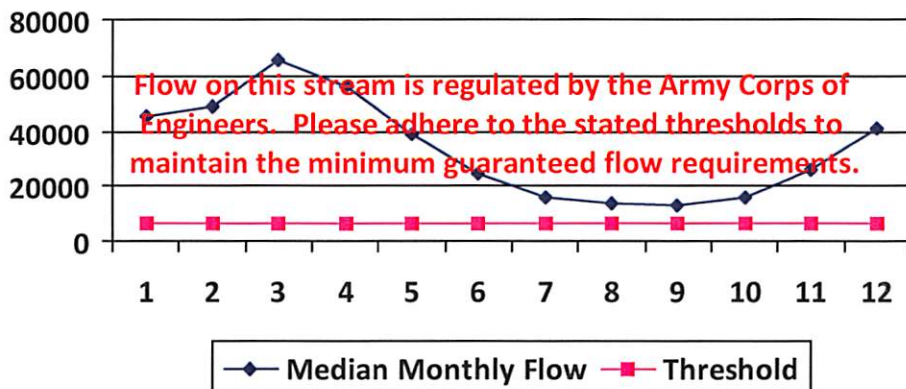 80000
60000
40000
20000
0
Flow on this stream is regulated by the Army Corps of
Engineers. Please adhere to the stated thresholds to
maintain the minimum guaranteed flow requirements.
1 2 3 4 5 6 7 8 9 10 11 12
Median Monthly Flow Threshold